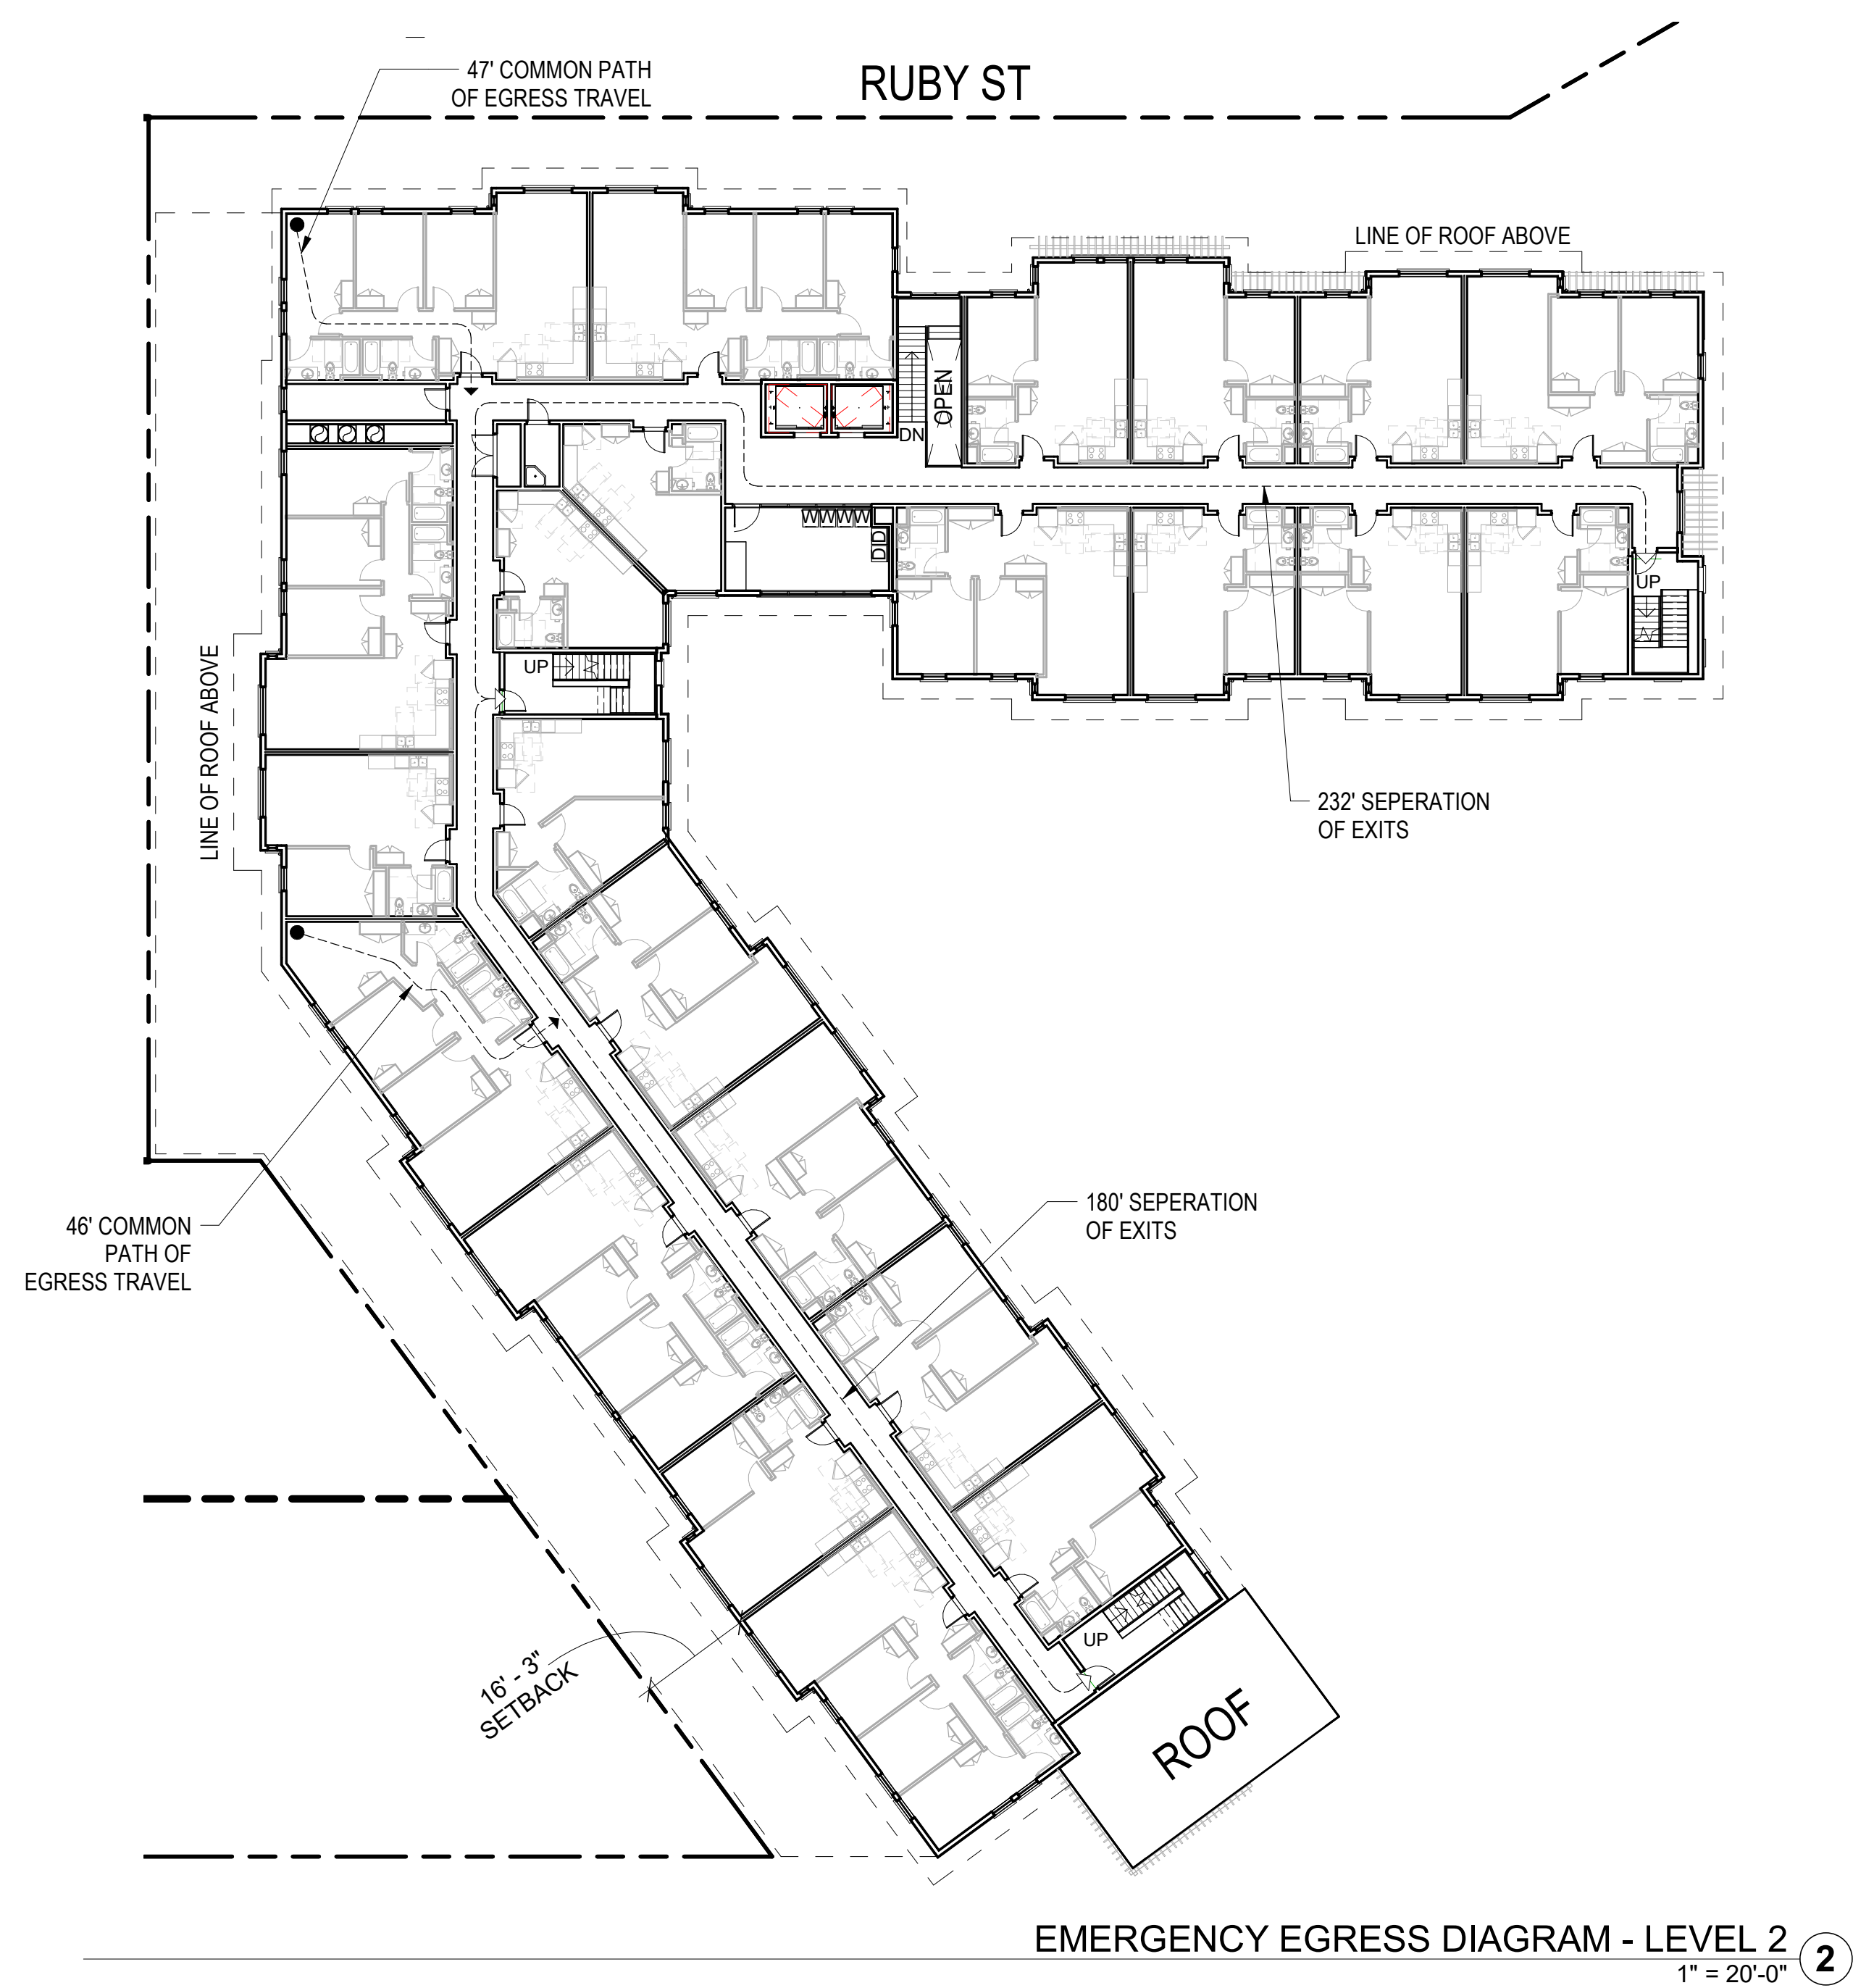 47' COMMON PATH
OF EGRESS TRAVEL
RUBY ST
LINE OF ROOF ABOVE
OPEN
DN
WWWW
DD
UP
UP
LINE OF ROOF ABOVE
232' SEPERATION
OF EXITS
180' SEPERATION
OF EXITS
46' COMMON
PATH OF
EGRESS TRAVEL
16' - 3"
SETBACK
UP
ROOF
EMERGENCY EGRESS DIAGRAM - LEVEL 2
2
1" = 20'-0"